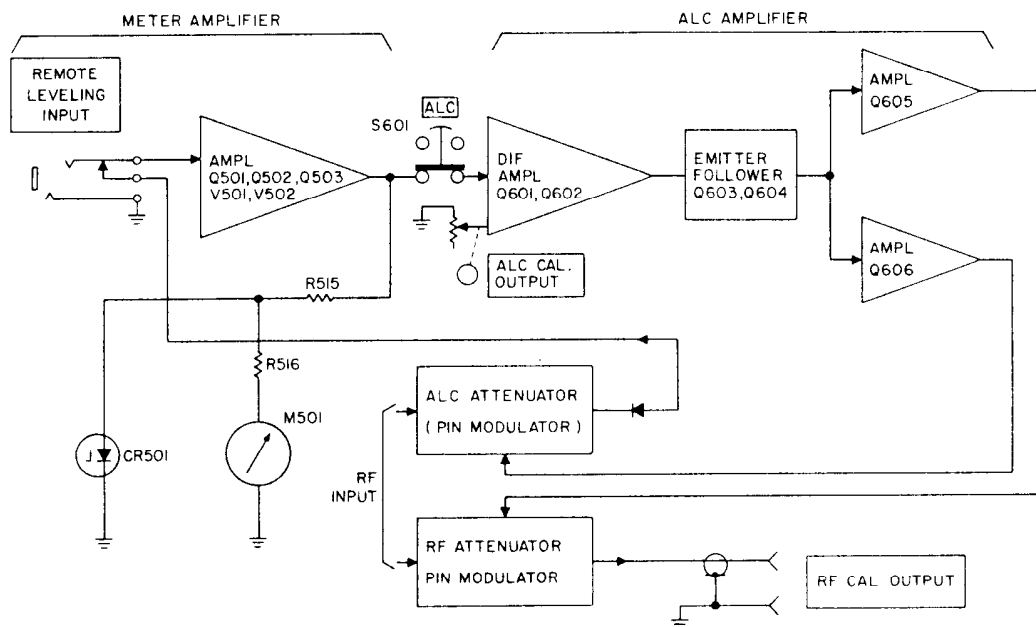 METER AMPLIFIER
ALC AMPLIFIER
REMOTE
LEVELING
INPUT
AMPL
Q501,Q502,Q503
V501,V502
S601
ALC
DIF
AMPL
Q601,Q602
EMITTER
FOLLOWER
Q603,Q604
AMPL
Q605
AMPL
Q606
ALC CAL.
OUTPUT
R515
R516
M501
J
CR501
RF
INPUT
ALC ATTENUATOR
(PIN MODULATOR)
RF ATTENUATOR
PIN MODULATOR
RF CAL OUTPUT